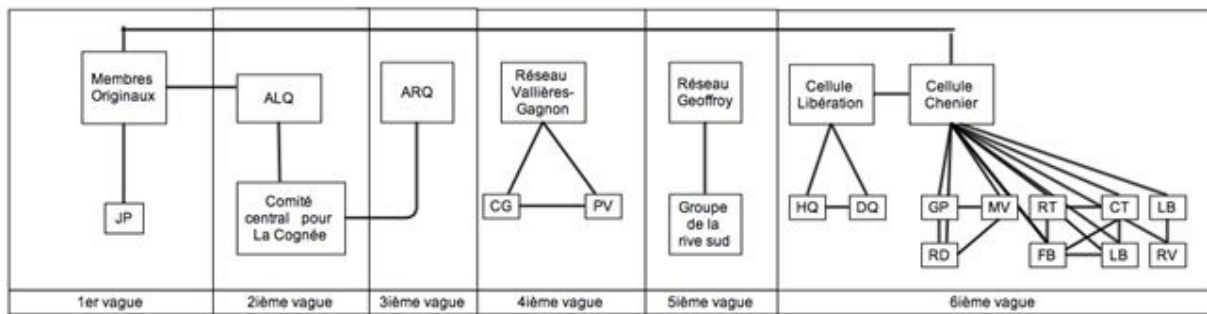 Membres
Originaux
JP
1er vague
ALQ
Comité
central pour
La Cognée
2ième vague
ARQ
3ième vague
Réseau
Vallières-
Gagnon
CG
PV
4ième vague
Réseau
Geoffroy
Groupe
de la
rive sud
5ième vague
Cellule
Libération
Cellule
Chenier
HQ
DQ
GP
MV
RT
CT
LB
RD
FB
LB
RV
6ième vague